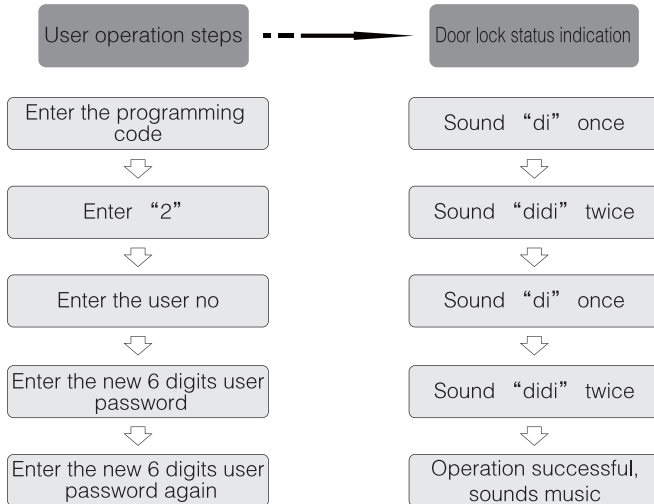 User operation steps
Door lock status indication
Enter the programming
code
Sound “di” once
Enter “2”
Sound “didi” twice
Enter the user no
Sound “di” once
Enter the new 6 digits user
password
Sound “didi” twice
Enter the new 6 digits user
password again
Operation successful,
sounds music